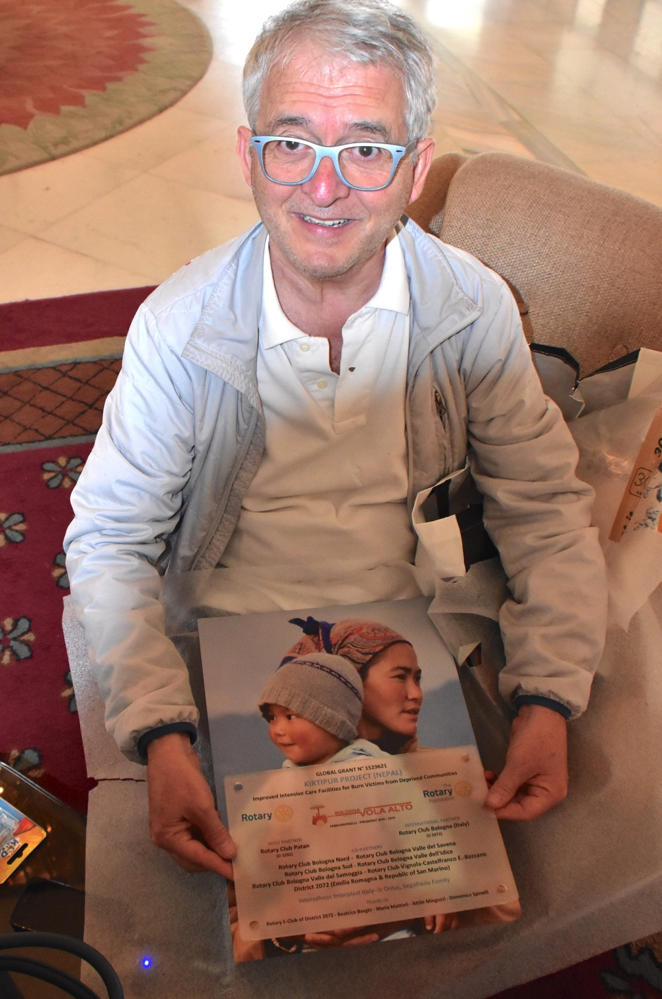 GLOBAL GRANT N° 1529621
KIRTIPUR PROJECT (NEPAL)
Improved Intensive Care Facilities for Burn Victims from Deprived Communities
Rotary
BOLOGNA VOLA ALTO
FABIO RAFFAELLI - PRESIDENT 2015 / 2016
The
Rotary
Foundation
HOST PARTNER
Rotary Club Patan
(D 3292)
INTERNATIONAL PARTNER
Rotary Club Bologna (Italy)
(D 2072)
CO-PARTNERS
Rotary Club Bologna Nord - Rotary Club Bologna Valle del Savena
Rotary Club Bologna Sud - Rotary Club Bologna Valle dell'Idice
Rotary Club Bologna Valle del Samoggia - Rotary Club Vignola-Castelfranco E.-Bazzano
District 2072 (Emilia Romagna & Republic of San Marino)
Interethnos Interplast Italy-3i Onlus, Segafredo Family
Thanks to
Rotary E-Club of District 2072 - Beatrice Borghi - Maria Mattioli - Attile Minguzzi - Domenico Spinelli